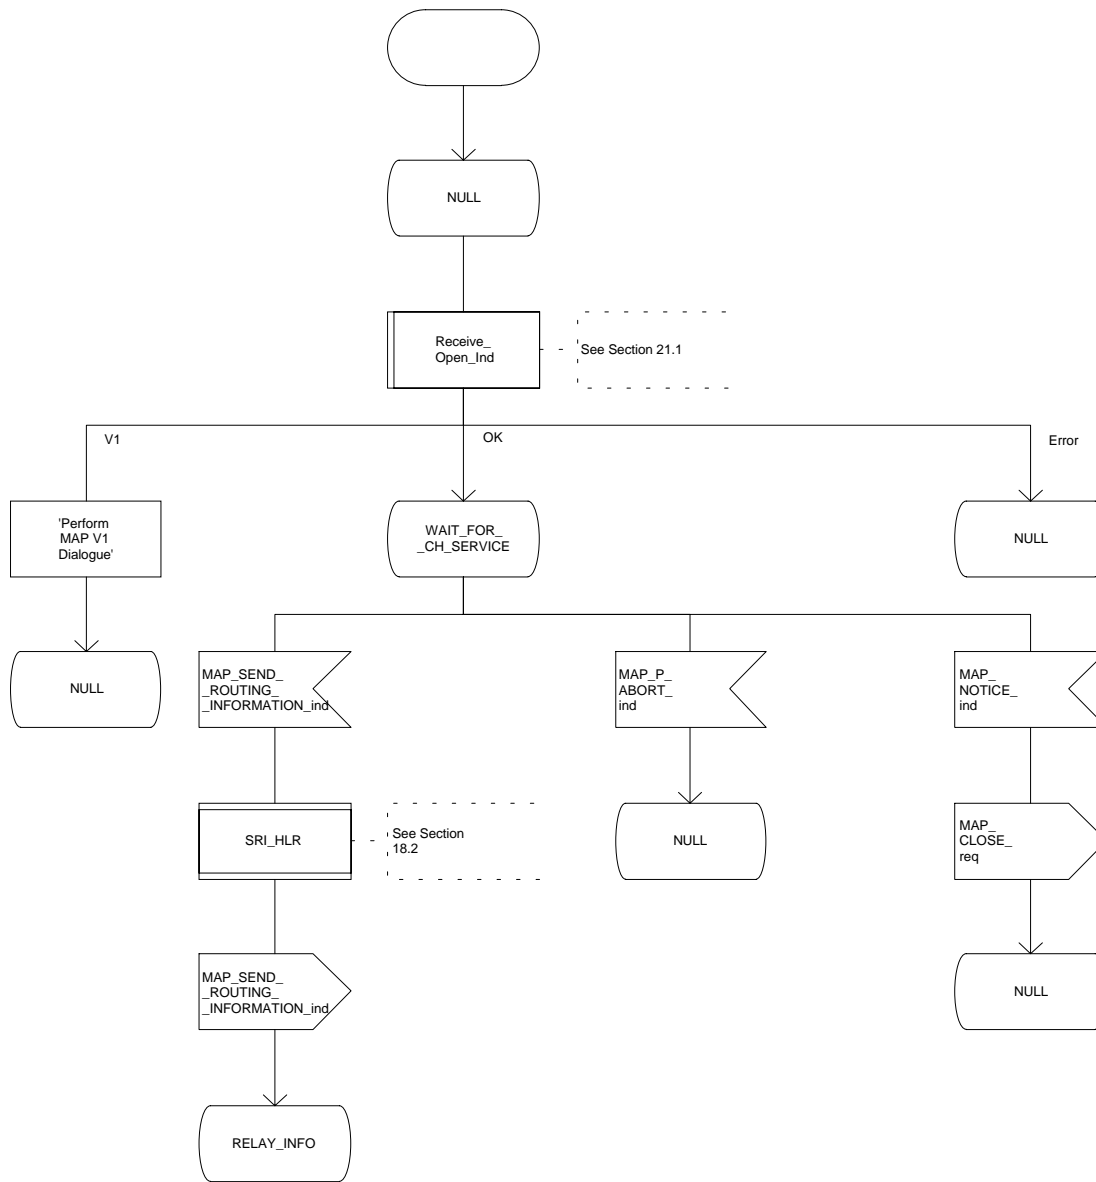 NULL
Receive_
Open_Ind
See Section 21.1
V1
OK
Error
'Perform
MAP V1
Dialogue'
WAIT_FOR_
_CH_SERVICE
NULL
NULL
MAP_SEND_
_ROUTING_
_INFORMATION_ind
MAP_P_
ABORT_
ind
MAP_
NOTICE_
ind
SRI_HLR
See Section
18.2
NULL
MAP_
CLOSE_
req
MAP_SEND_
_ROUTING_
_INFORMATION_ind
NULL
RELAY_INFO